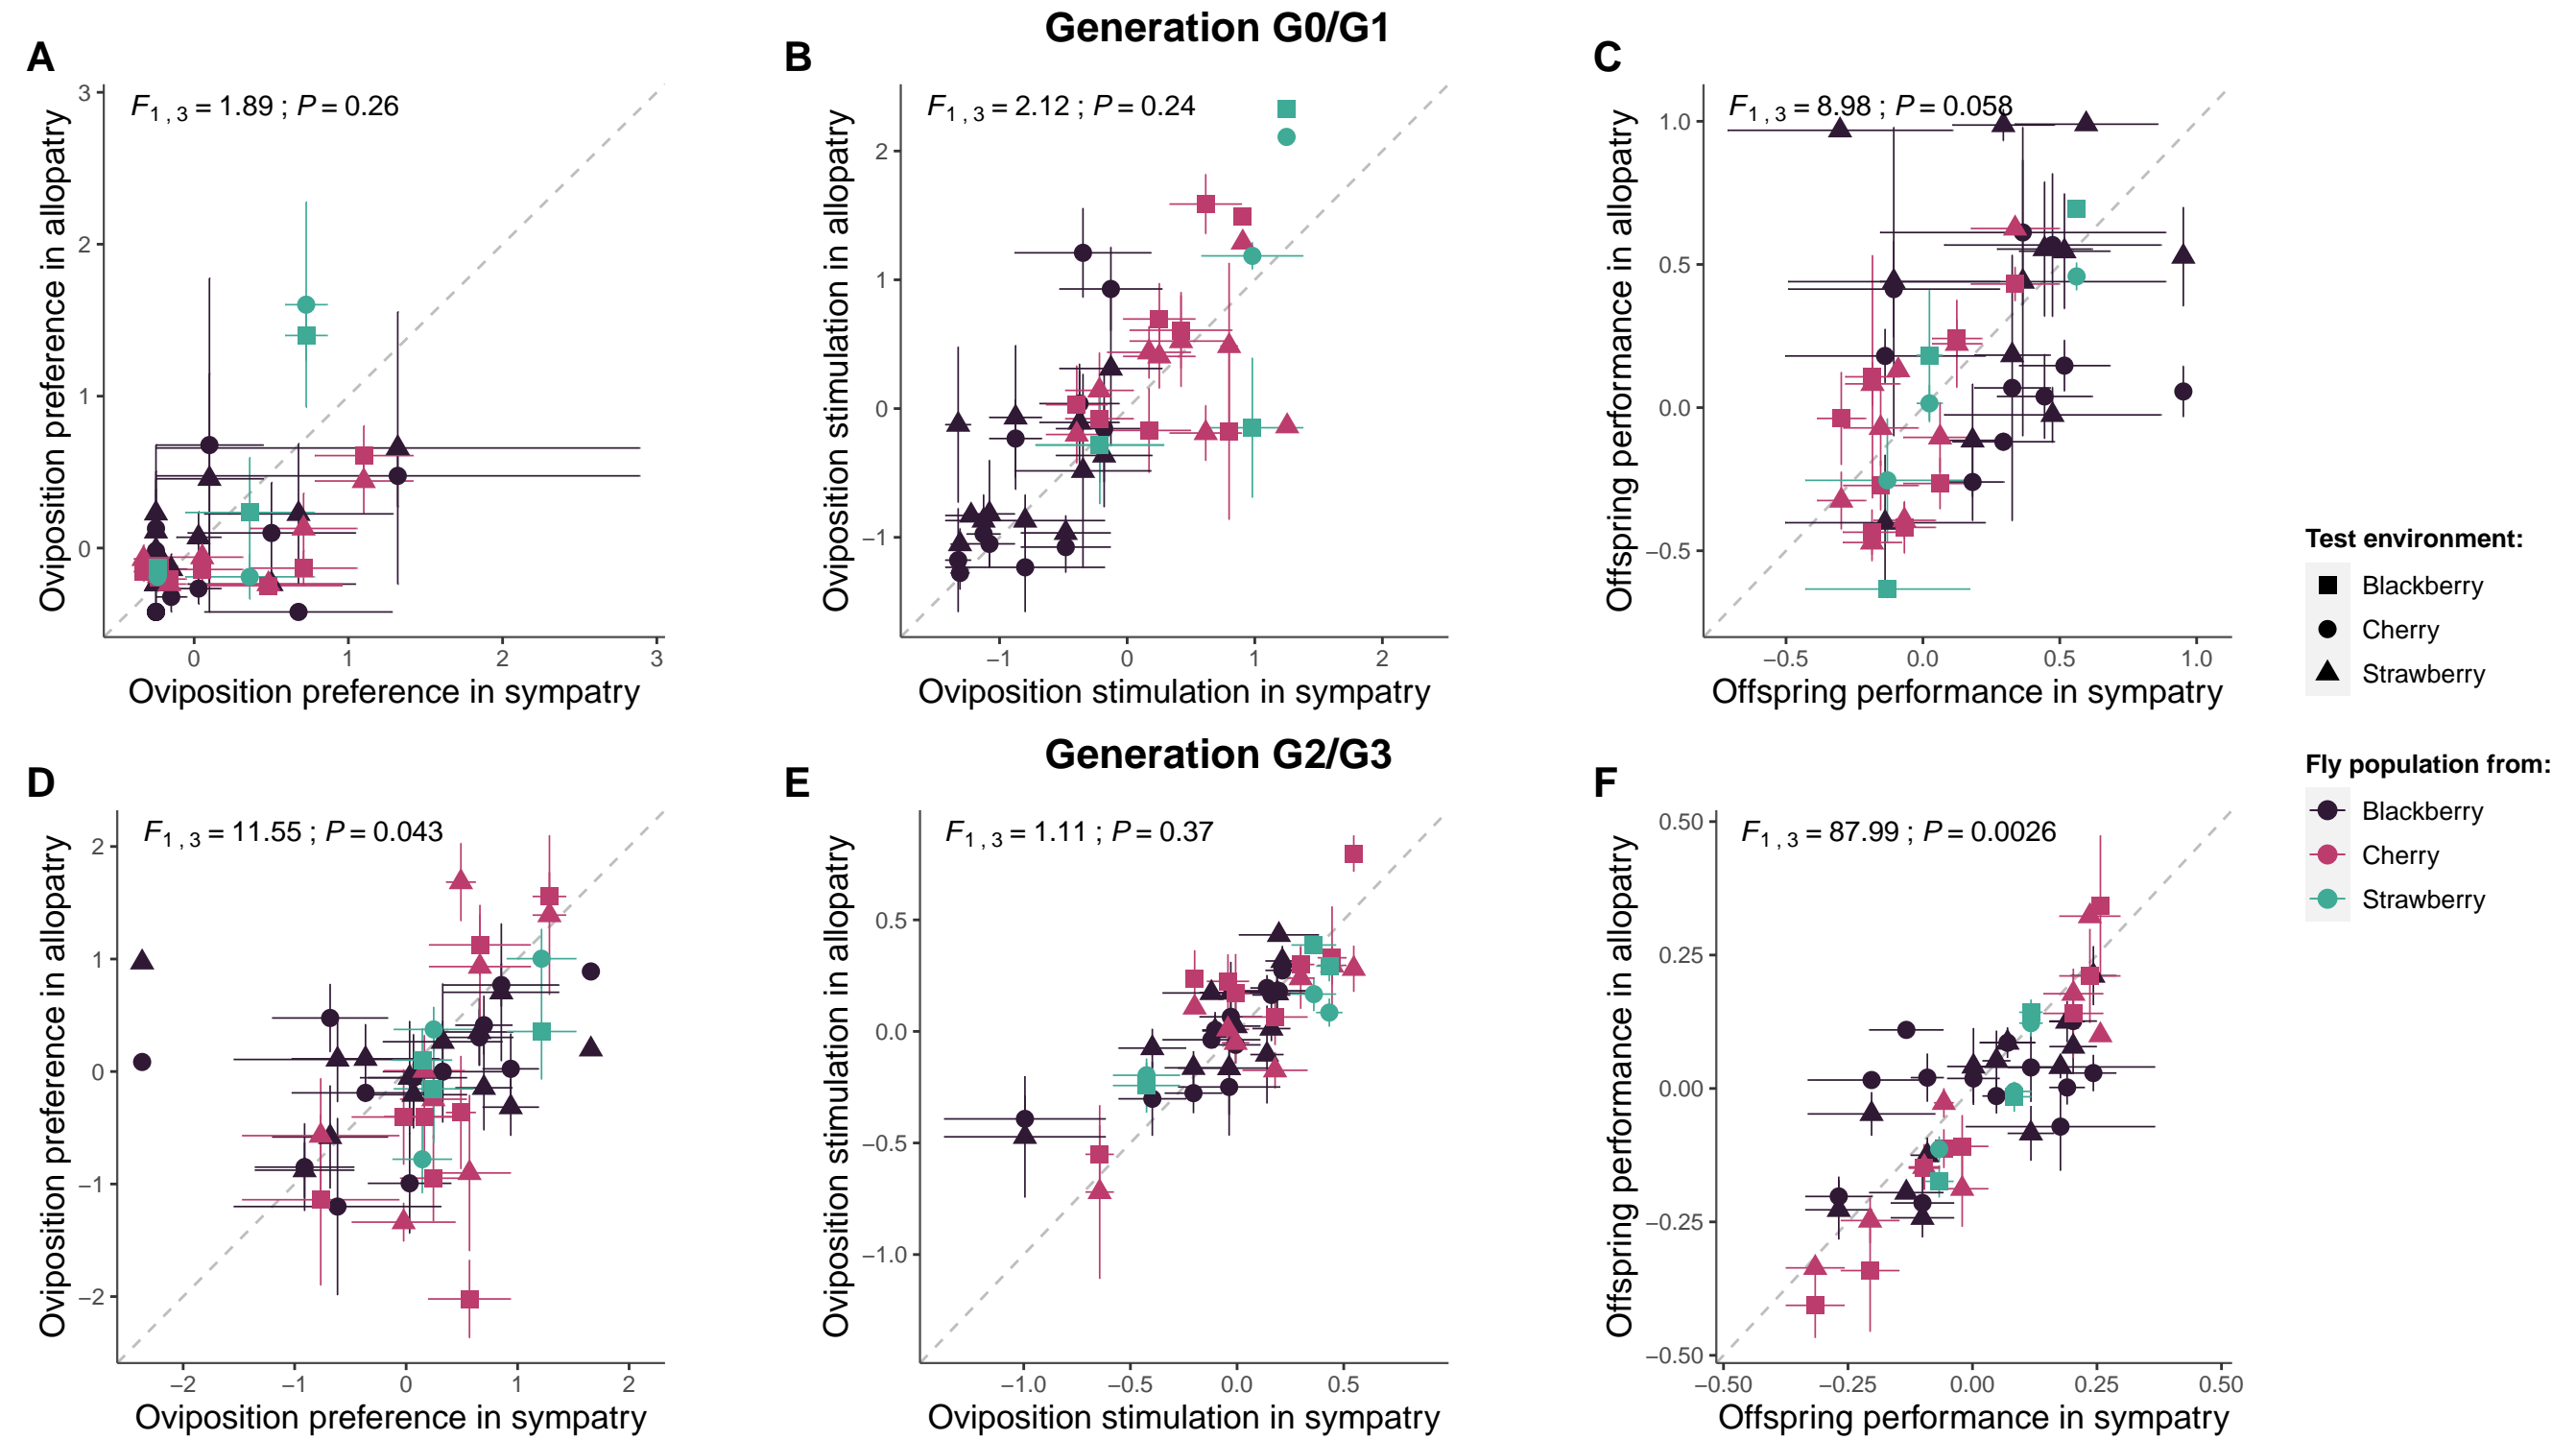 Generation G0/G1
A
F1 , 3 = 1.89 ; P = 0.26
Oviposition preference in allopatry
3
2
1
0
0
1
2
3
Oviposition preference in sympatry
B
F1 , 3 = 2.12 ; P = 0.24
Oviposition stimulation in allopatry
2
1
0
−1
−1
0
1
2
Oviposition stimulation in sympatry
C
F1 , 3 = 8.98 ; P = 0.058
Offspring performance in allopatry
1.0
0.5
0.0
−0.5
−0.5
0.0
0.5
1.0
Offspring performance in sympatry
Test environment:
Blackberry
Cherry
Strawberry
Fly population from:
Blackberry
Cherry
Strawberry
Generation G2/G3
D
F1 , 3 = 11.55 ; P = 0.043
Oviposition preference in allopatry
2
1
0
−1
−2
−2
−1
0
1
2
Oviposition preference in sympatry
E
F1 , 3 = 1.11 ; P = 0.37
Oviposition stimulation in allopatry
0.5
0.0
−0.5
−1.0
−1.0
−0.5
0.0
0.5
Oviposition stimulation in sympatry
F
F1 , 3 = 87.99 ; P = 0.0026
Offspring performance in allopatry
0.50
0.25
0.00
−0.25
−0.50
−0.50
−0.25
0.00
0.25
0.50
Offspring performance in sympatry